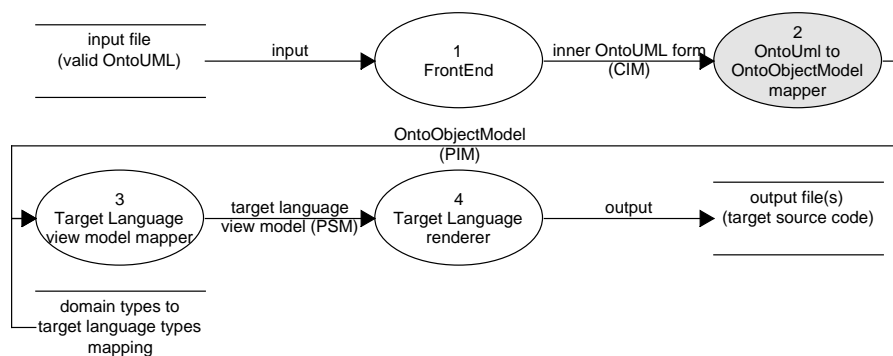 input file
(valid OntoUML)
input
1
FrontEnd
inner OntoUML form
(CIM)
2
OntoUml to
OntoObjectModel
mapper
OntoObjectModel
(PIM)
3
Target Language
view model mapper
target language
view model (PSM)
4
Target Language
renderer
output
output file(s)
(target source code)
domain types to
target language types
mapping